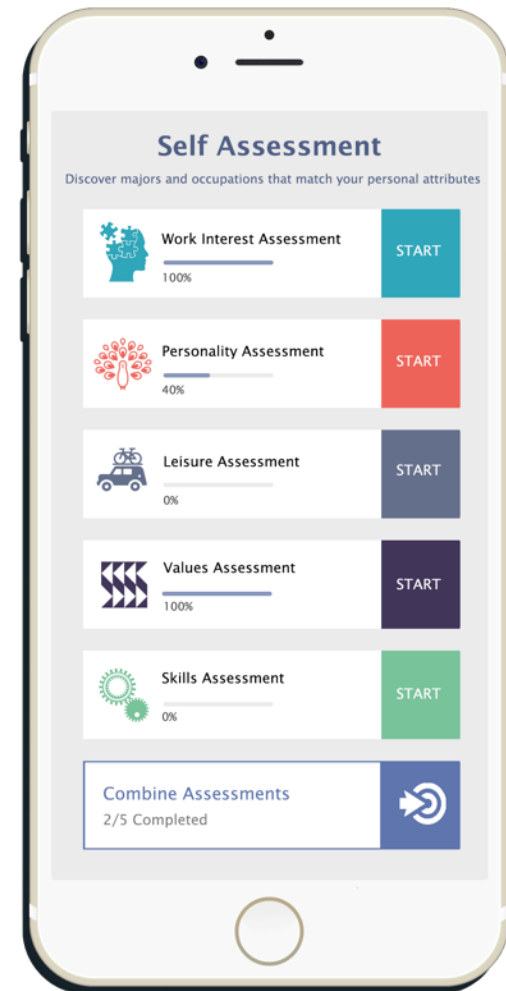 Self Assessment
Discover majors and occupations that match your personal attributes
Work Interest Assessment
START
100%
Personality Assessment
START
40%
Leisure Assessment
START
0%
Values Assessment
START
100%
Skills Assessment
START
0%
Combine Assessments
2/5 Completed